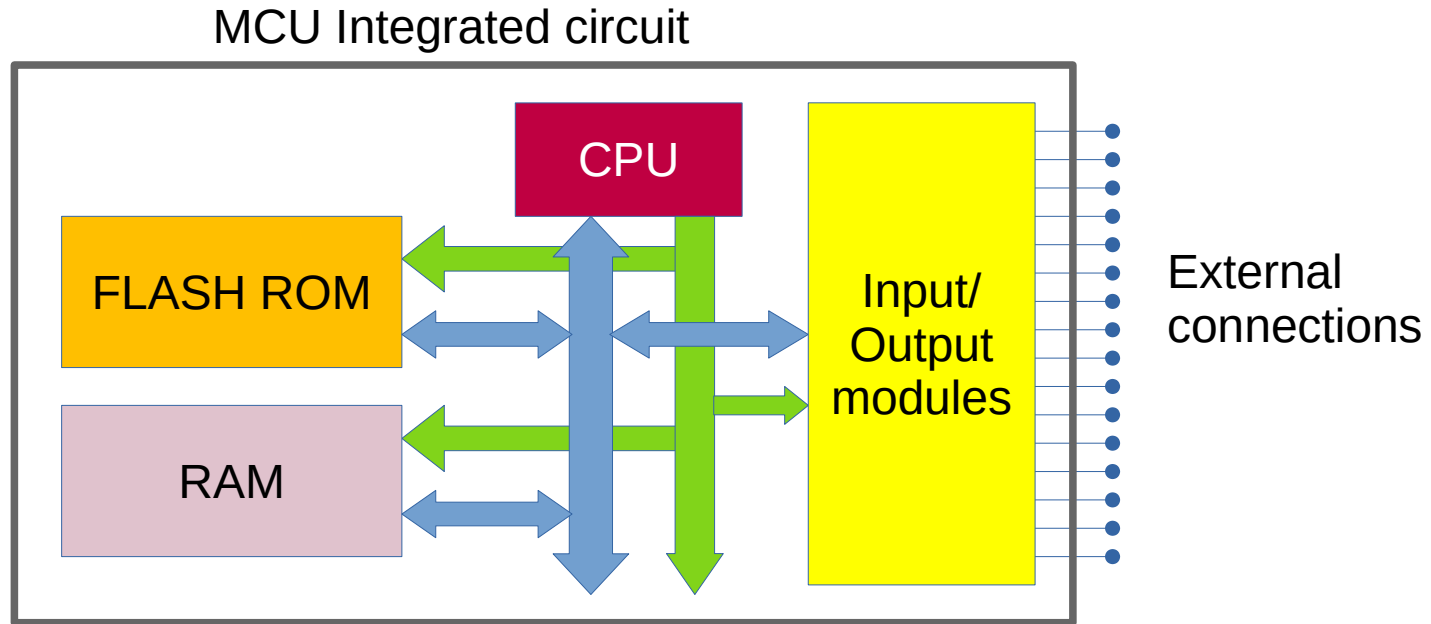 MCU Integrated circuit
CPU
FLASH ROM
RAM
Input/
Output
modules
External
connections